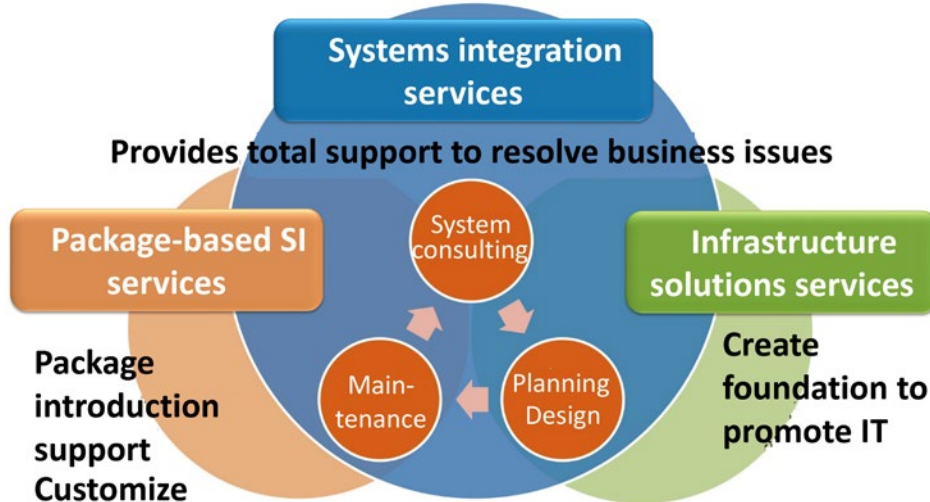 Systems integration
services
Provides total support to resolve business issues
Package-based SI
services
System
consulting
Infrastructure
solutions services
Package
introduction
support
Customize
Main-
tenance
Planning
Design
Create
foundation to
promote IT